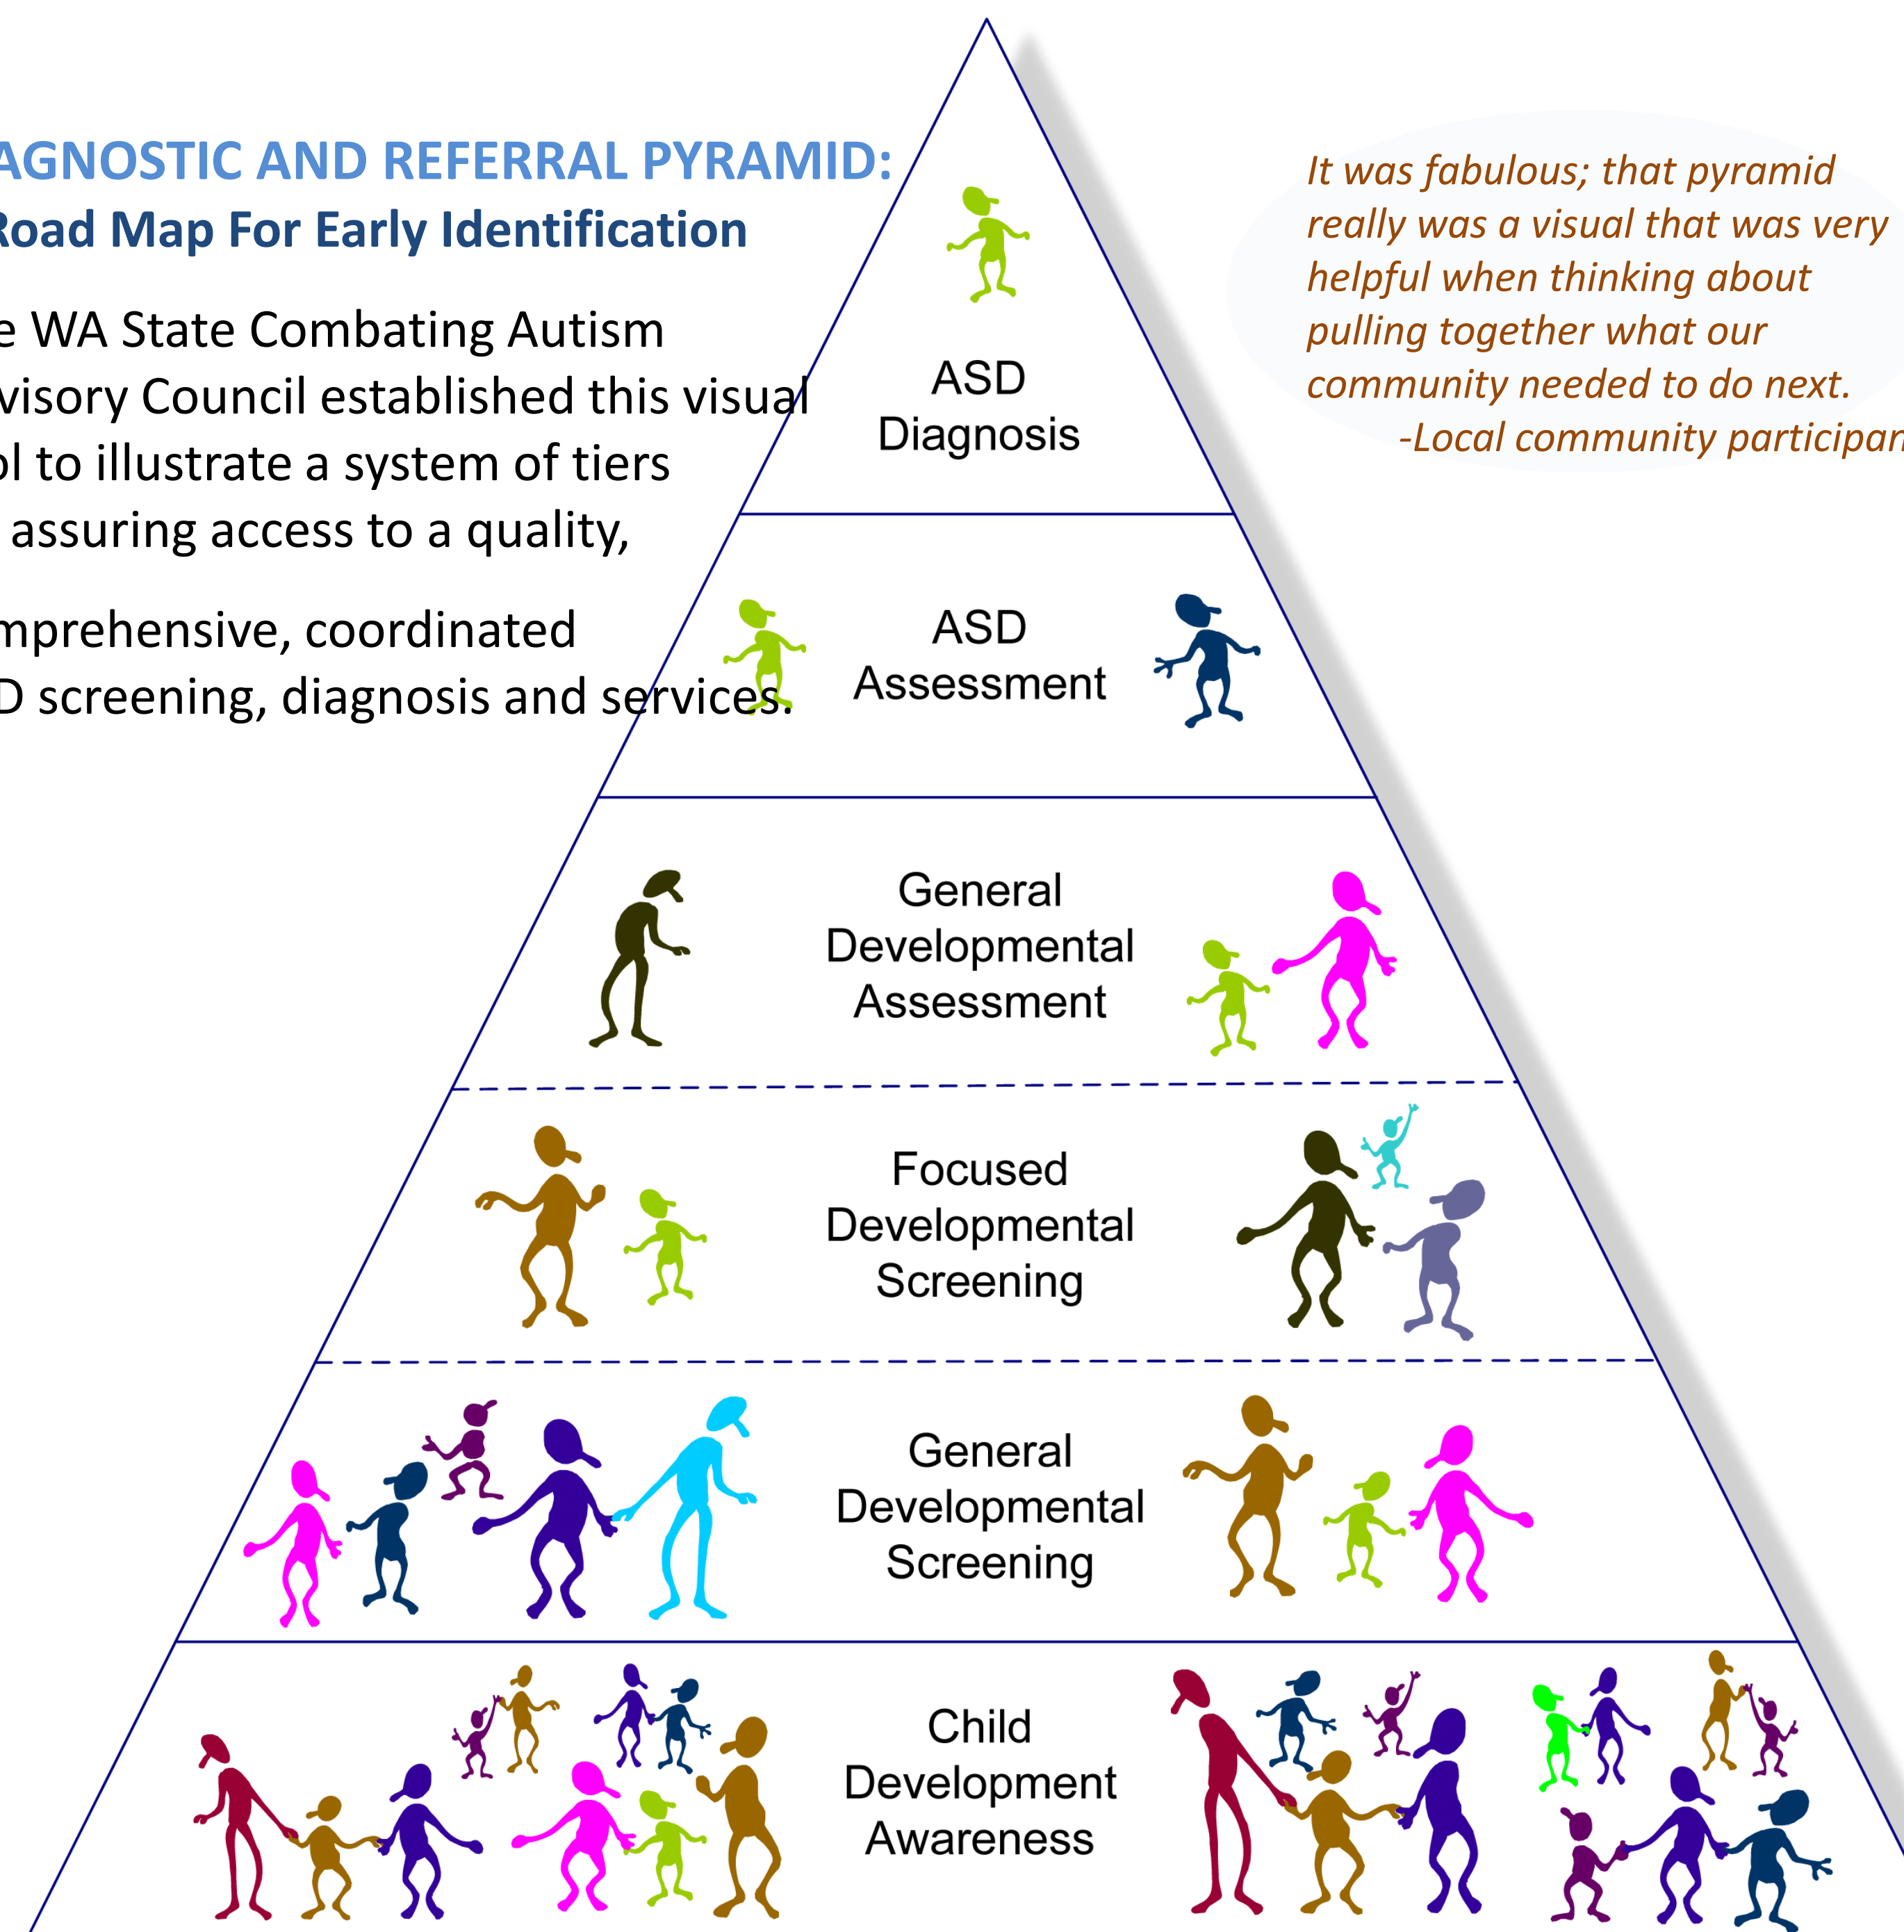 AGNOSTIC AND REFERRAL PYRAMID:
Road Map For Early Identification
e WA State Combating Autism
visory Council established this visual
ol to illustrate a system of tiers
assuring access to a quality,
mprehensive, coordinated
D screening, diagnosis and services.
It was fabulous; that pyramid
really was a visual that was very
helpful when thinking about
pulling together what our
community needed to do next.
-Local community participan
ASD
Diagnosis
ASD
Assessment
General
Developmental
Assessment
Focused
Developmental
Screening
General
Developmental
Screening
Child
Development
Awareness